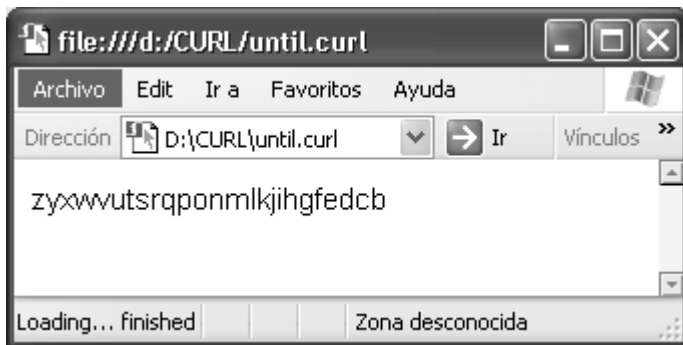 file:///d:/CURL/until.curl
Archivo Edit Ir a Favoritos Ayuda
Dirección D:\CURL\until.curl Ir Vínculos »
zyxwvutsrqponmlkjihgfedcb
Loading... finished Zona desconocida